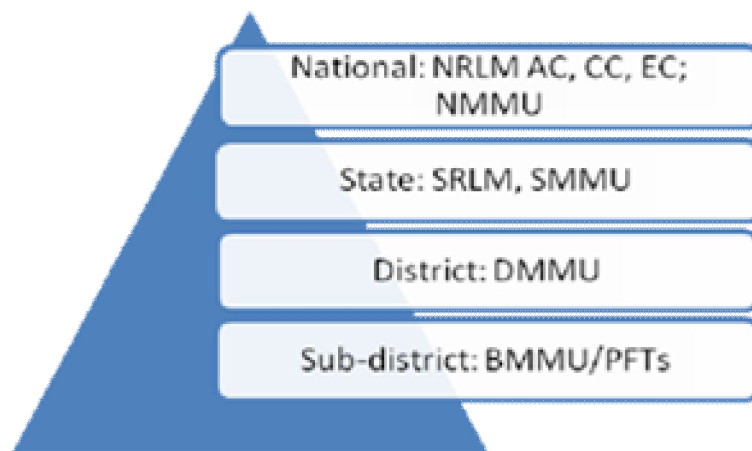 National: NRLM AC, CC, EC;
NMMU
State: SRLM, SMMU
District: DMMU
Sub-district: BMMU/PFTs